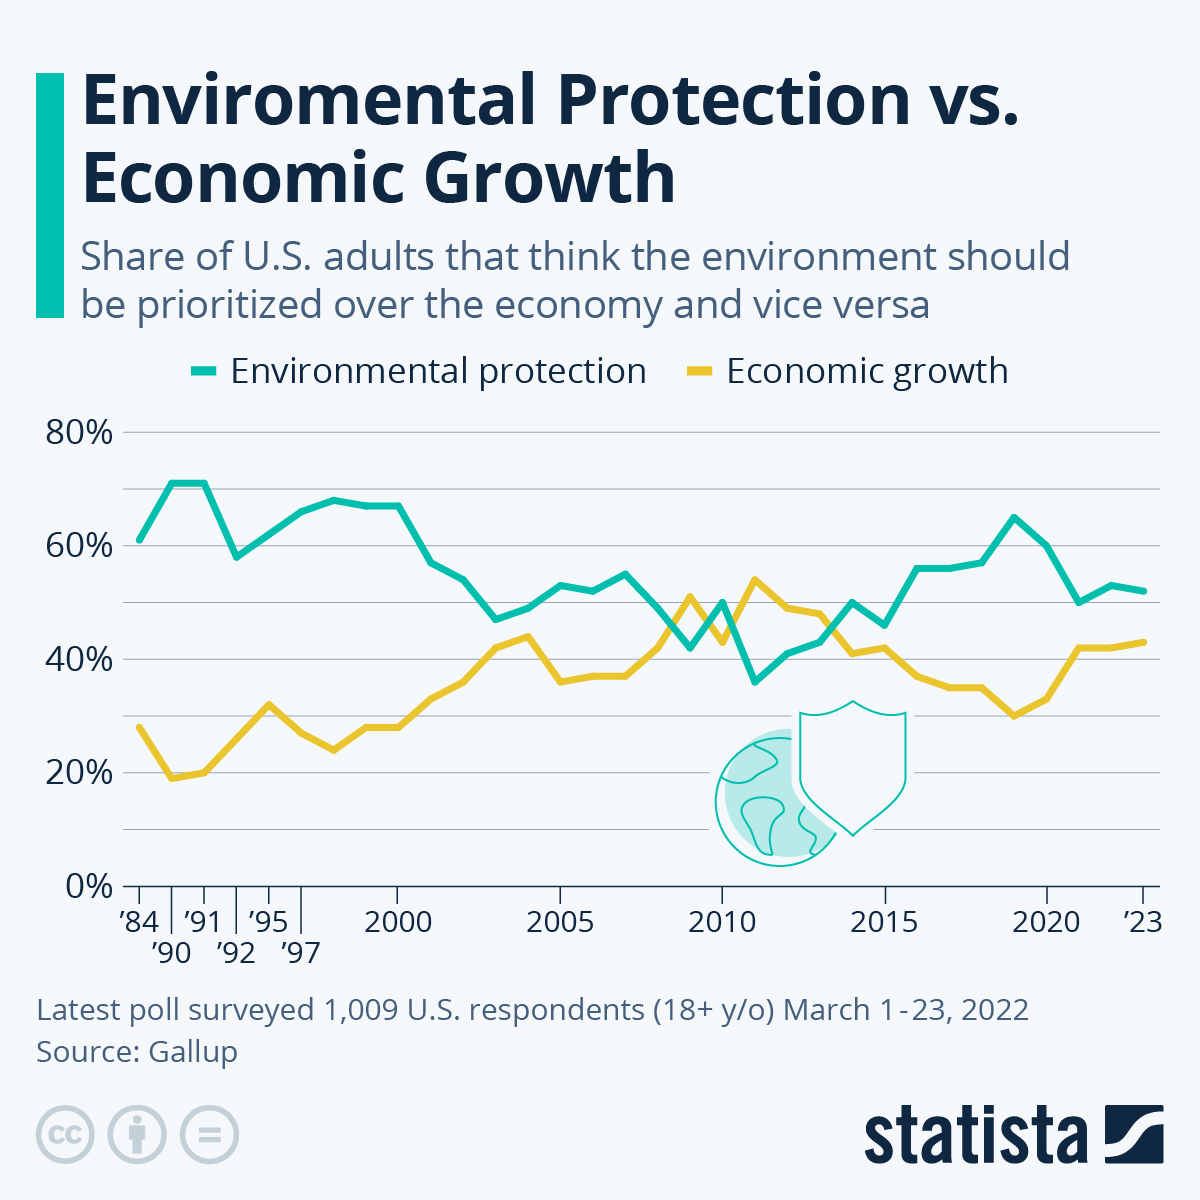 Enviromental Protection vs.
Economic Growth
Share of U.S. adults that think the environment should
be prioritized over the economy and vice versa
Environmental protection Economic growth
80%
60%
40%
20%
0%
’84 ’91 ’95 2000 2005 2010 2015 2020 ’23
’90 ’92 ’97
Latest poll surveyed 1,009 U.S. respondents (18+ y/o) March 1-23, 2022
Source: Gallup
cc
statista